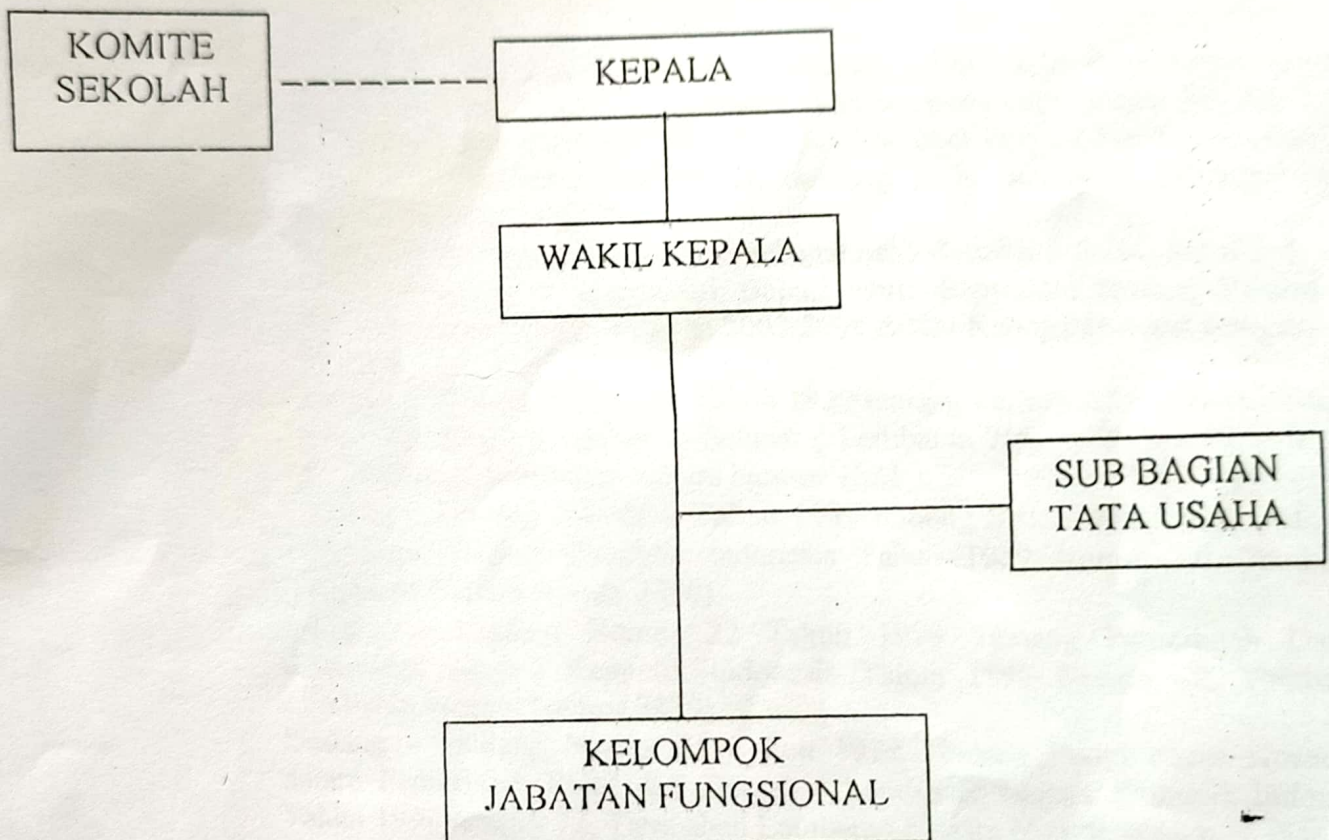 KOMITE
SEKOLAH
KEPALA
WAKIL KEPALA
SUB BAGIAN
TATA USAHA
KELOMPOK
JABATAN FUNGSIONAL